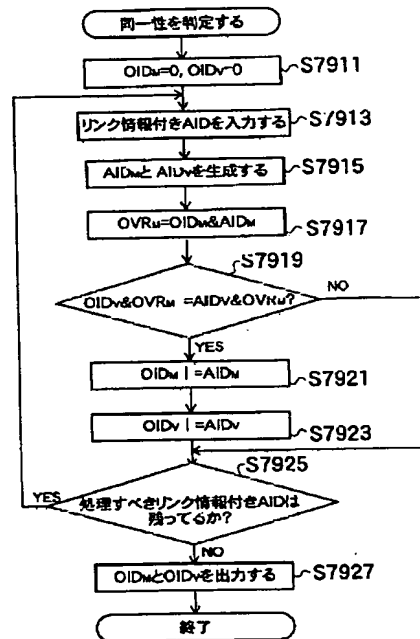 同一性を判定する
OIDM=0, OIDV=0
S7911
リンク情報付きAIDを入力する
S7913
AIDMとAIDVを生成する
S7915
OVRM=OIDM&AIDM
S7917
S7919
OIDV&OVRM =AIDV&OVRM?
NO
YES
OIDM |=AIDM
S7921
OIDV |=AIDV
S7923
S7925
YES
処理すべきリンク情報付きAIDは
残ってるか?
NO
OIDMとOIDVを出力する
S7927
終了